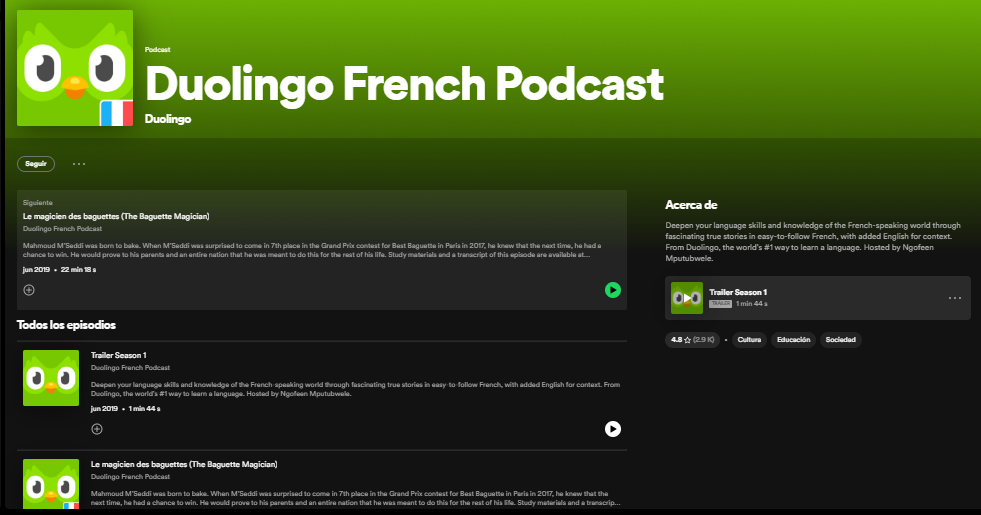 Podcast
Duolingo French Podcast
Duolingo
Seguir
Siguiente
Le magicien des baguettes (The Baguette Magician)
Duolingo French Podcast
Mahmoud M'Seddi was born to bake. When M'Seddi was surprised to come in 7th place in the Grand Prix contest for Best Baguette in Paris in 2017, he knew that the next time, he had a
chance to win. He would prove to his parents and an entire nation that he was meant to do this for the rest of his life. Study materials and a transcript of this episode are available at...
jun 2019 • 22 min 18 s
Todos los episodios
Trailer Season 1
Duolingo French Podcast
Deepen your language skills and knowledge of the French-speaking world through fascinating true stories in easy-to-follow French, with added English for context. From
Duolingo, the world's #1 way to learn a language. Hosted by Ngofeen Mputubwele.
jun 2019 • 1 min 44 s
Le magicien des baguettes (The Baguette Magician)
Duolingo French Podcast
Mahmoud M'Seddi was born to bake. When M'Seddi was surprised to come in 7th place in the Grand Prix contest for Best Baguette in Paris in 2017, he knew that the
next time, he had a chance to win. He would prove to his parents and an entire nation that he was meant to do this for the rest of his life. Study materials and a transcrip...
Acerca de
Deepen your language skills and knowledge of the French-speaking world through
fascinating true stories in easy-to-follow French, with added English for context.
From Duolingo, the world's #1 way to learn a language. Hosted by Ngofeen
Mputubwele.
Trailer Season 1
TRAILER 1 min 44 s
4.8 (2.9 K) • Cultura Educación Sociedad